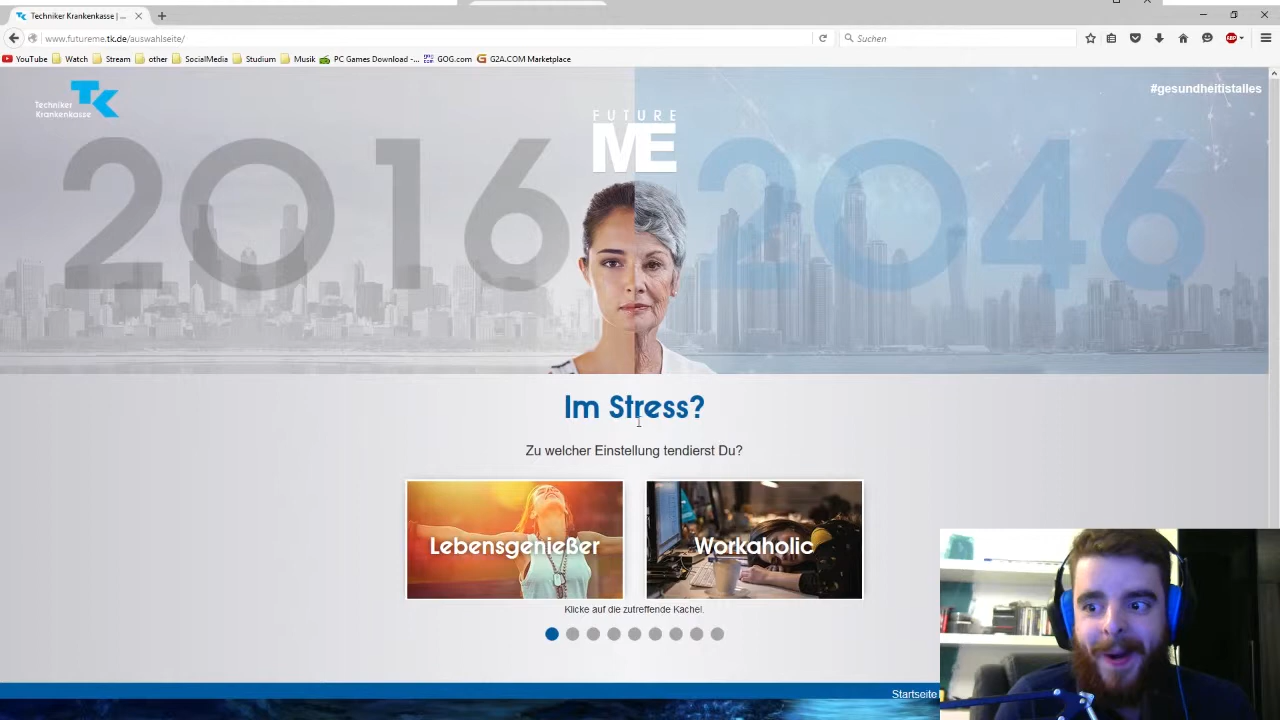 Techniker Krankenkasse | ...
www.futureme.tk.de/auswahlseite/
Suchen
YouTube Watch Stream other SocialMedia Studium Musik PC Games Download -... GOG.com G2A.COM Marketplace
TK
Techniker
Krankenkasse
#gesundheitistalles
FUTURE
ME
2016 2046
Im Stress?
Zu welcher Einstellung tendierst Du?
Lebensgenießer Workaholic
Klicke auf die zutreffende Kachel.
Startseite